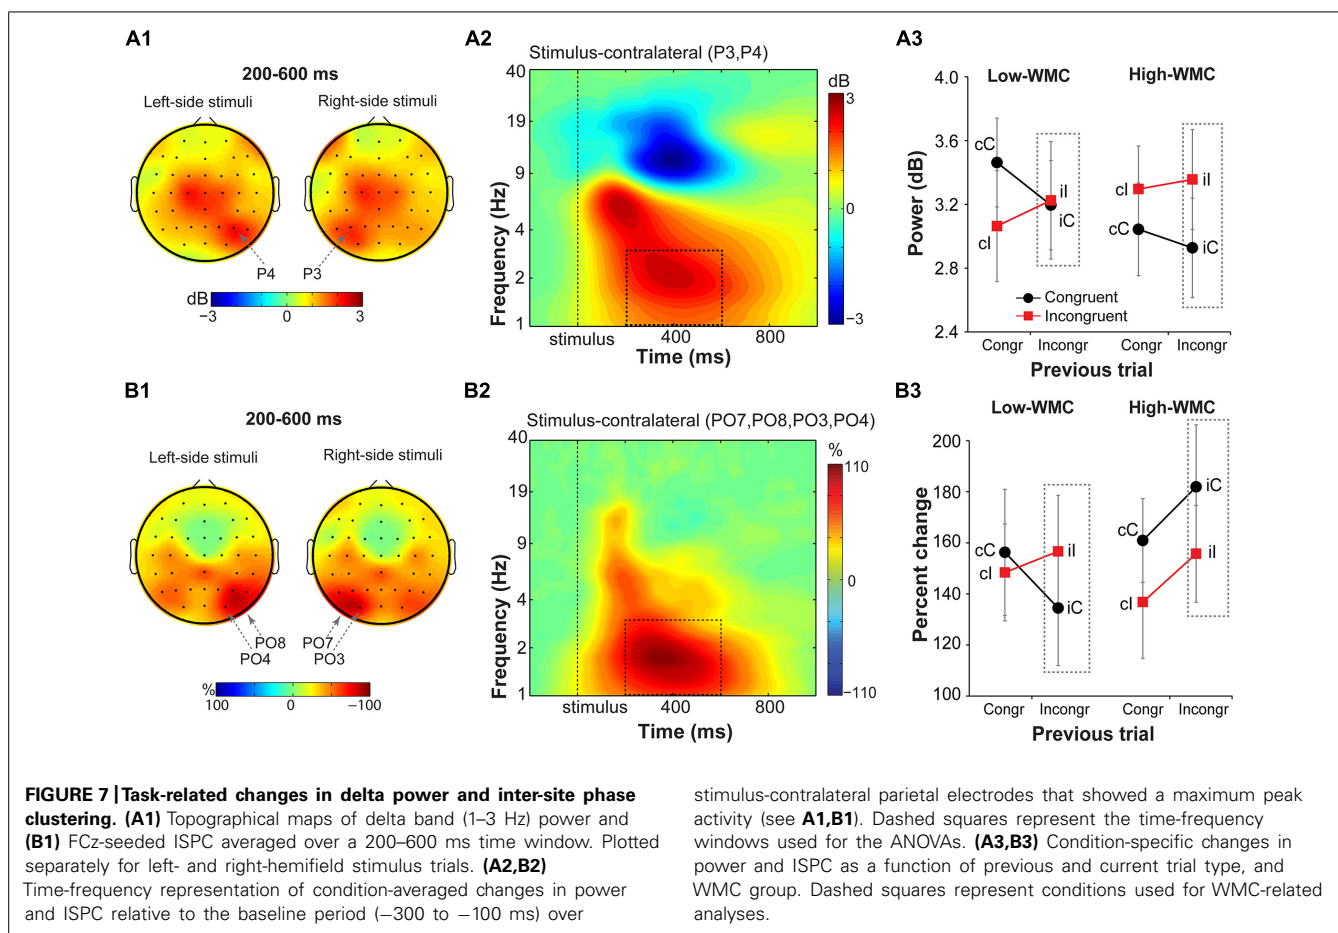 A1
200-600 ms
Left-side stimuli
Right-side stimuli
P4
P3
dB
−3
0
3
A2
Stimulus-contralateral (P3,P4)
40
19
9
4
2
1
Frequency (Hz)
stimulus
400
800
Time (ms)
dB
3
0
−3
A3
Low-WMC
High-WMC
4.0
3.6
3.2
2.8
2.4
Power (dB)
cC
cI
iI
iC
cI
cC
iI
iC
Congruent
Incongruent
Congr
Incongr
Congr
Incongr
Previous trial
B1
200-600 ms
Left-side stimuli
Right-side stimuli
PO8
PO4
PO7
PO3
%
100
0
−100
B2
Stimulus-contralateral (PO7,PO8,PO3,PO4)
40
19
9
4
2
1
Frequency (Hz)
stimulus
400
800
Time (ms)
%
110
0
−110
B3
Low-WMC
High-WMC
200
180
160
140
120
100
Percent change
cC
cI
iI
iC
cC
cI
iC
iI
Congr
Incongr
Congr
Incongr
Previous trial
FIGURE 7 | Task-related changes in delta power and inter-site phase
clustering. (A1) Topographical maps of delta band (1–3 Hz) power and
(B1) FCz-seeded ISPC averaged over a 200–600 ms time window. Plotted
separately for left- and right-hemifield stimulus trials. (A2,B2)
Time-frequency representation of condition-averaged changes in power
and ISPC relative to the baseline period (−300 to −100 ms) over
stimulus-contralateral parietal electrodes that showed a maximum peak
activity (see A1,B1). Dashed squares represent the time-frequency
windows used for the ANOVAs. (A3,B3) Condition-specific changes in
power and ISPC as a function of previous and current trial type, and
WMC group. Dashed squares represent conditions used for WMC-related
analyses.